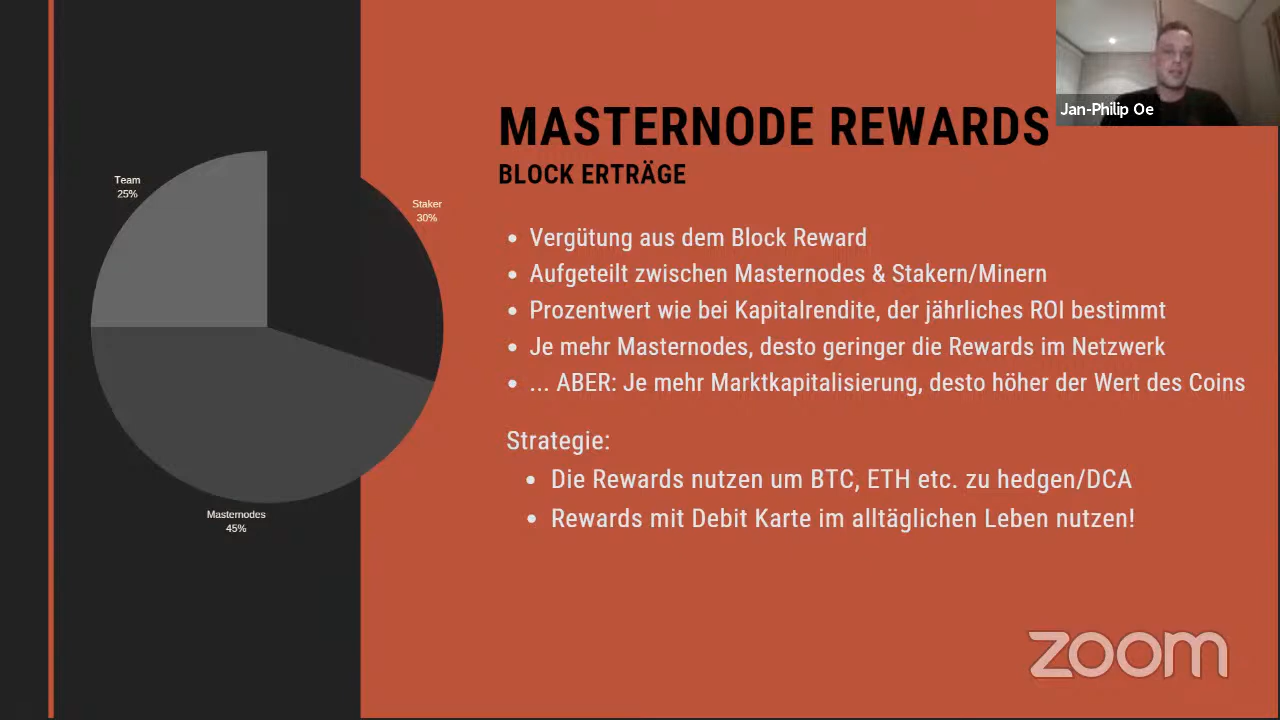 Jan-Philip Oe
MASTERNODE REWARDS
BLOCK ERTRÄGE
Team
25%
Staker
30%
Masternodes
45%
• Vergütung aus dem Block Reward
• Aufgeteilt zwischen Masternodes & Stakern/Minern
• Prozentwert wie bei Kapitalrendite, der jährliches ROI bestimmt
• Je mehr Masternodes, desto geringer die Rewards im Netzwerk
• ... ABER: Je mehr Marktkapitalisierung, desto höher der Wert des Coins
Strategie:
• Die Rewards nutzen um BTC, ETH etc. zu hedgen/DCA
• Rewards mit Debit Karte im alltäglichen Leben nutzen!
zoom